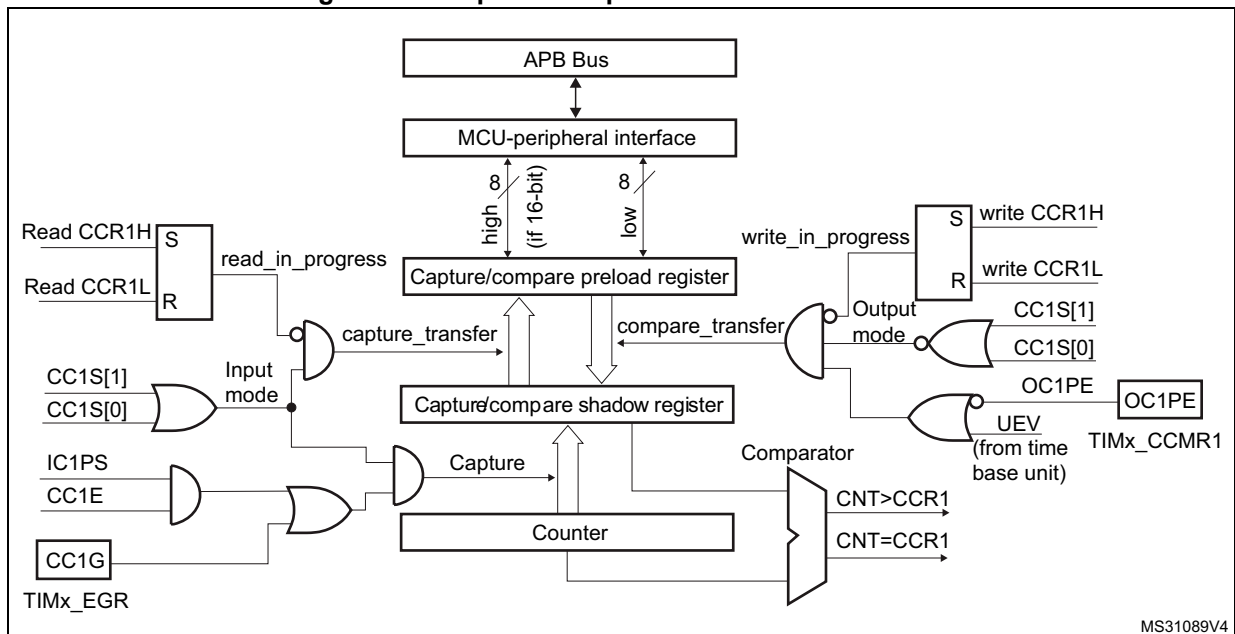 APB Bus
MCU-peripheral interface
8
high
(if 16-bit)
8
low
Read CCR1H
S
read_in_progress
Read CCR1L
R
write_in_progress
S
write CCR1H
R
write CCR1L
Capture/compare preload register
capture_transfer
compare_transfer
Output
mode
CC1S[1]
CC1S[0]
CC1S[1]
CC1S[0]
Input
mode
Capture/compare shadow register
OC1PE
OC1PE
UEV
(from time
base unit)
TIMx_CCMR1
IC1PS
CC1E
Capture
Comparator
Counter
CNT>CCR1
CNT=CCR1
CC1G
TIMx_EGR
MS31089V4